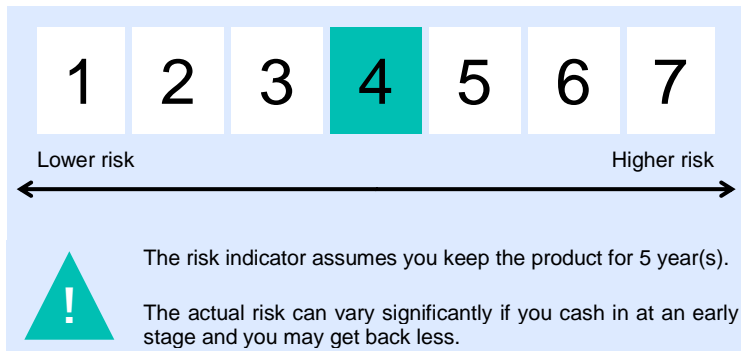 1 2 3 4 5 6 7
Lower risk Higher risk
!
The risk indicator assumes you keep the product for 5 year(s).
The actual risk can vary significantly if you cash in at an early
stage and you may get back less.